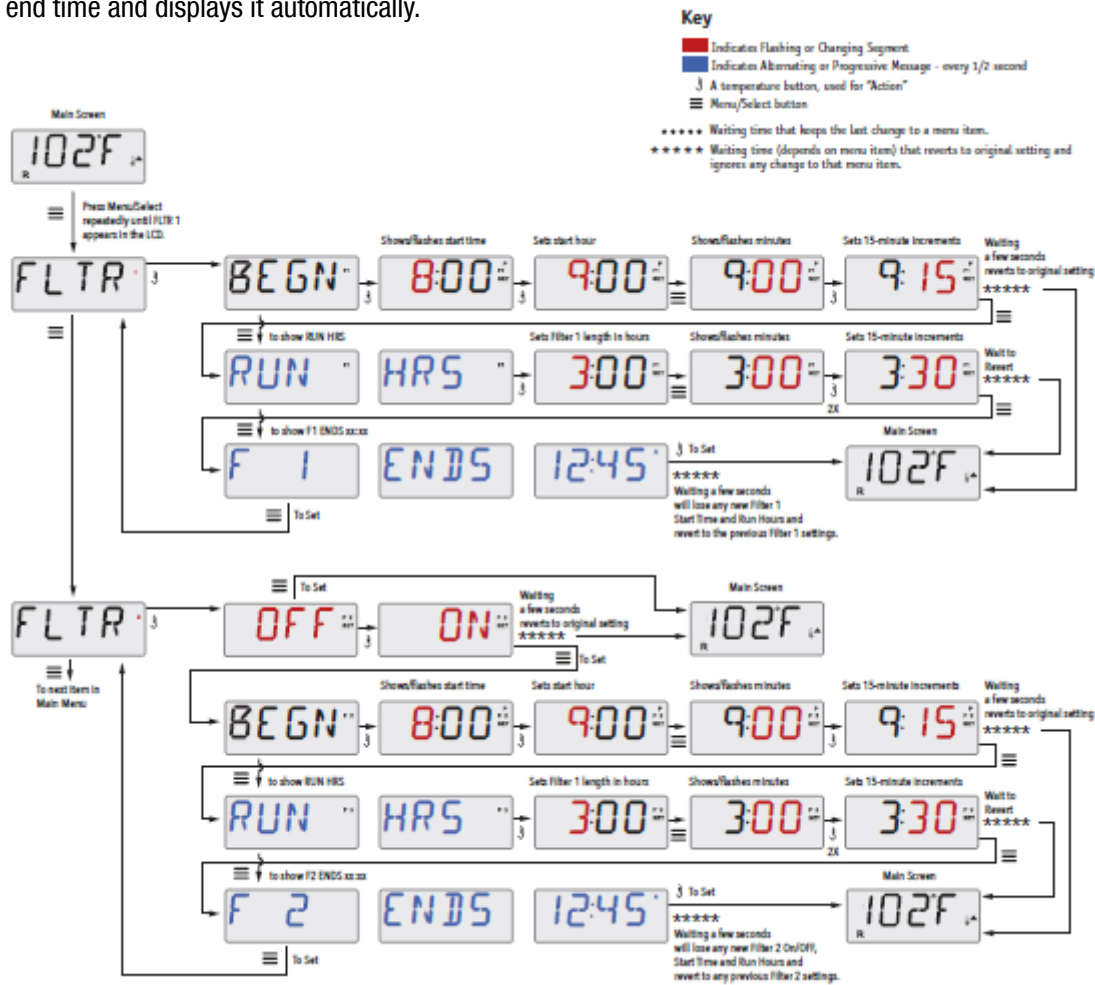 end time and displays it automatically.
Key
Indicates Flashing or Changing Segment
Indicates Alternating or Progressive Message - every 1/2 second
A temperature button, used for "Action"
Menu/Select button
***** Waiting time that keeps the last change to a menu item.
***** Waiting time (depends on menu item) that reverts to original setting and
ignores any change to that menu item.
Main Screen
102°F
R
Press Menu/Select
repeatedly until FLTR 1
appears in the LCD.
Shows/flashes start time
Sets start hour
Shows/flashes minutes
Sets 15-minute increments
Waiting
a few seconds
reverts to original setting
*****
FLTR
BEGN
8:00
9:00
9:00
9:15
to show RUN HRS
Sets Filter 1 length in hours
Shows/flashes minutes
Sets 15-minute increments
Wait to
Revert
*****
RUN
HRS
3:00
3:00
3:30
2X
to show F1 ENDS xx:xx
F 1
ENDS
12:45
To Set
*****
Waiting a few seconds
will lose any new Filter 1
Start Time and Run Hours and
revert to the previous Filter 1 settings.
Main Screen
102°F
R
To Set
To Set
FLTR
OFF
ON
Waiting
a few seconds
reverts to original setting
*****
Main Screen
102°F
R
To Set
To next item in
Main Menu
Shows/flashes start time
Sets start hour
Shows/flashes minutes
Sets 15-minute increments
Waiting
a few seconds
reverts to original setting
*****
BEGN
8:00
9:00
9:00
9:15
to show RUN HRS
Sets Filter 1 length in hours
Shows/flashes minutes
Sets 15-minute increments
Wait to
Revert
*****
RUN
HRS
3:00
3:00
3:30
2X
to show F2 ENDS xx:xx
F 2
ENDS
12:45
To Set
*****
Waiting a few seconds
will lose any new Filter 2 On/OFF,
Start Time and Run Hours and
revert to any previous Filter 2 settings.
Main Screen
102°F
R
To Set